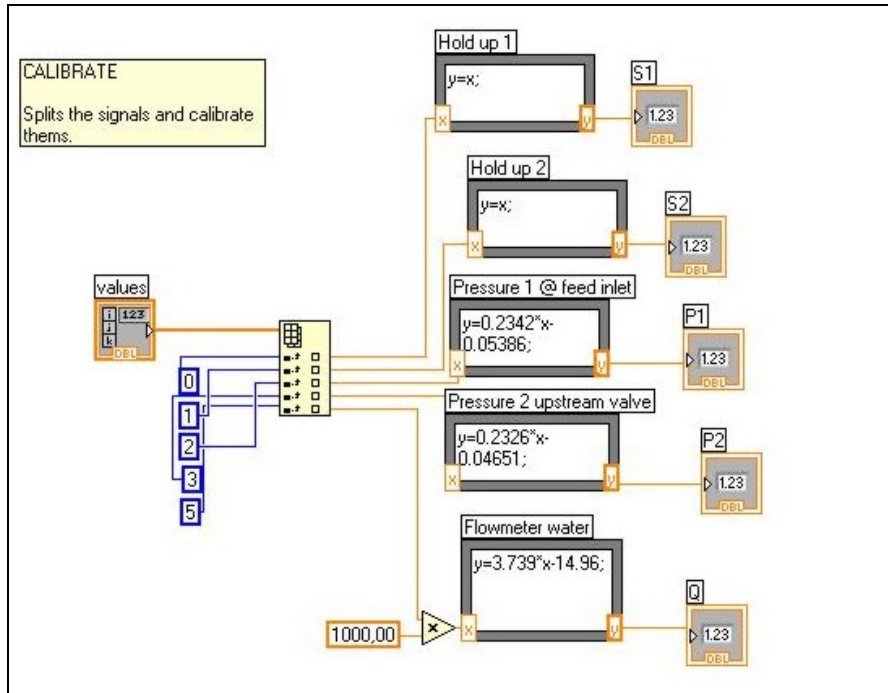 CALIBRATE
Splits the signals and calibrate
thems.
Hold up 1
y=x;
x
y
S1
1.23
DBL
Hold up 2
y=x;
x
y
S2
1.23
DBL
values
i
j
k
123
DBL
0
1
2
3
5
Pressure 1 @ feed inlet
y=0.2342*x-
0.05386;
x
y
P1
1.23
DBL
Pressure 2 upstream valve
y=0.2326*x-
0.04651;
x
y
P2
1.23
DBL
Flowmeter water
y=3.739*x-14.96;
x
y
Q
1.23
DBL
1000,00
×